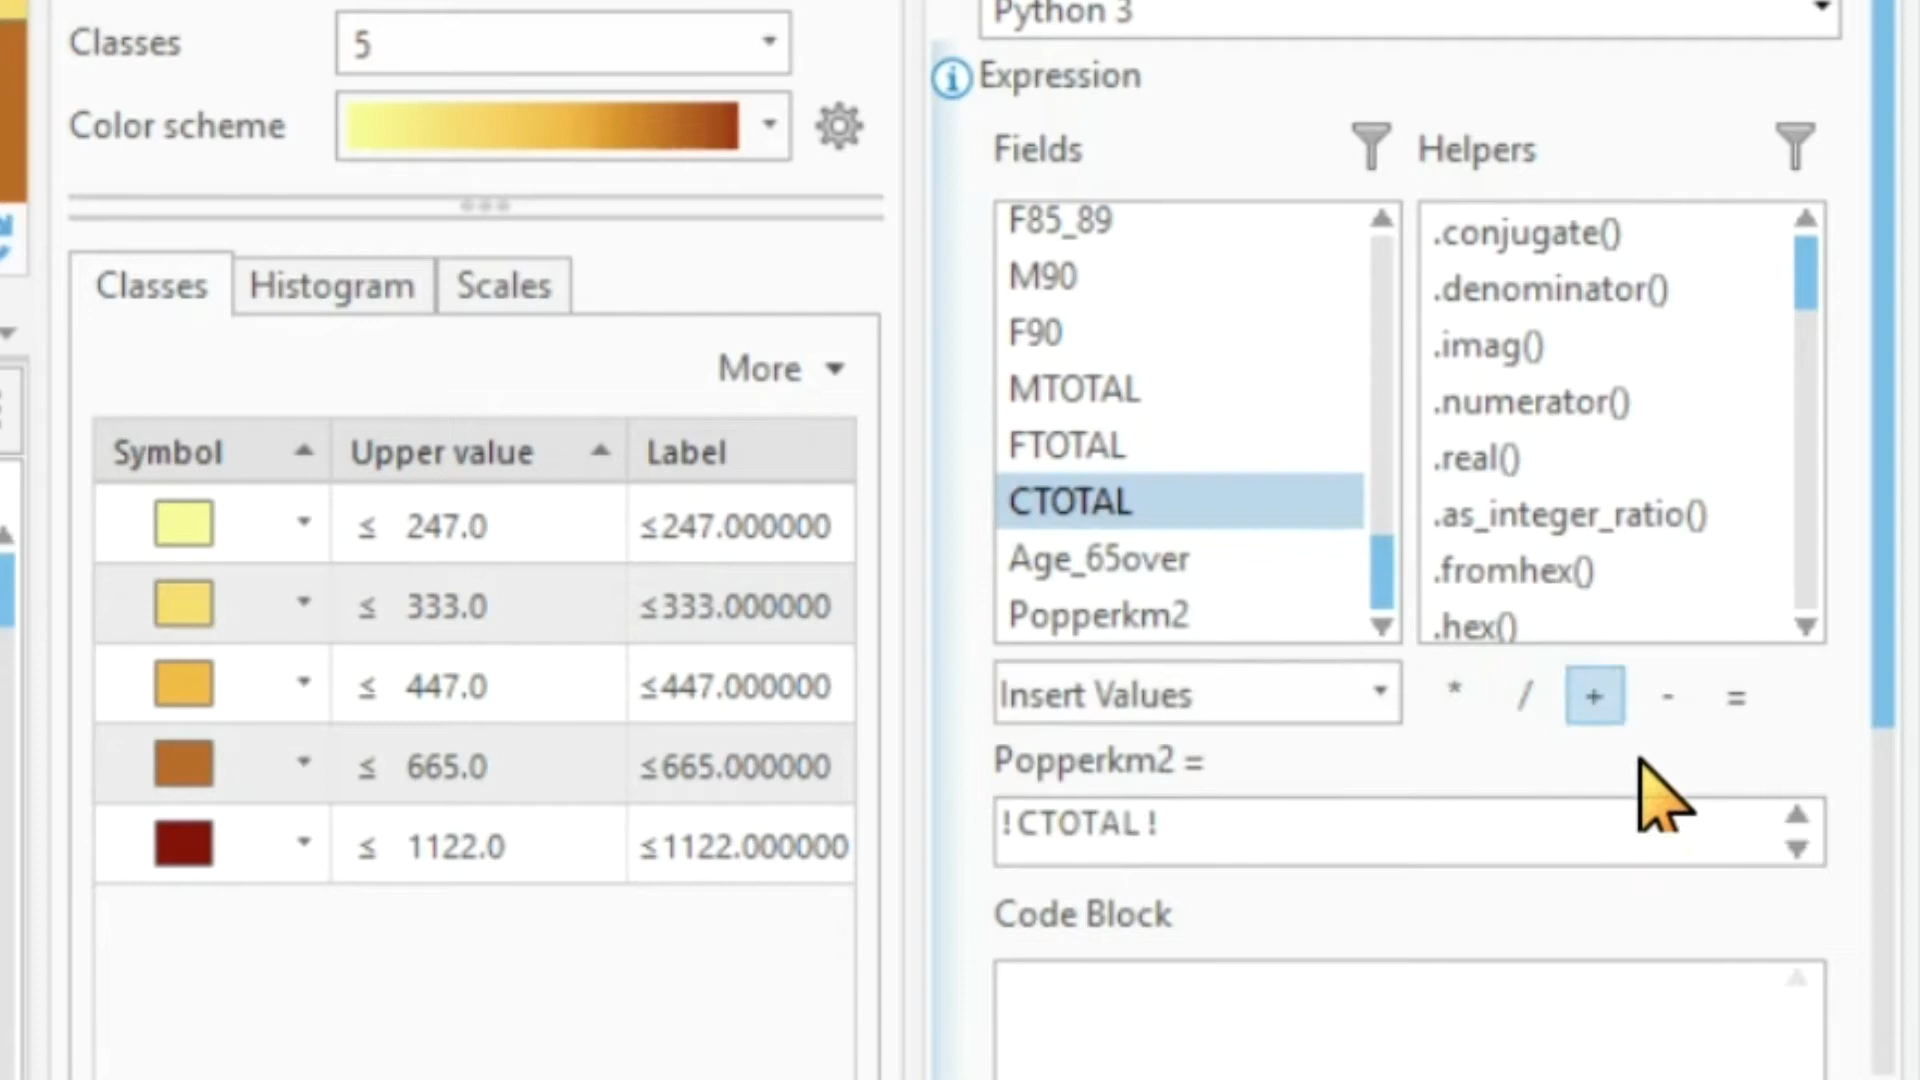 Classes
5
Color scheme
Classes
Histogram
Scales
More
Symbol
Upper value
Label
≤ 247.0
≤247.000000
≤ 333.0
≤333.000000
≤ 447.0
≤447.000000
≤ 665.0
≤665.000000
≤ 1122.0
≤1122.000000
Python 3
Expression
Fields
Helpers
F85_89
M90
F90
MTOTAL
FTOTAL
CTOTAL
Age_65over
Popperkm2
.conjugate()
.denominator()
.imag()
.numerator()
.real()
.as_integer_ratio()
.fromhex()
.hex()
Insert Values
* / + - =
Popperkm2 =
!CTOTAL!
Code Block